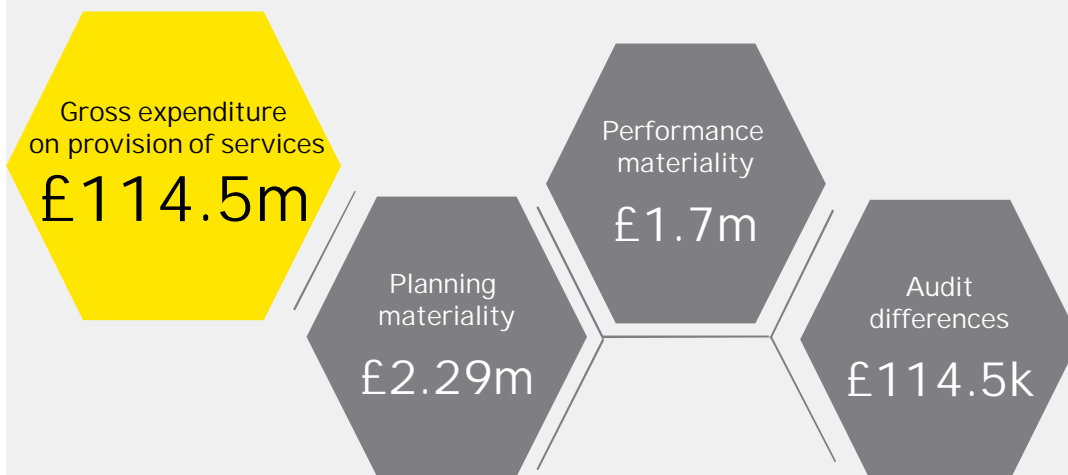 Gross expenditure
on provision of services
£114.5m
Planning
materiality
£2.29m
Performance
materiality
£1.7m
Audit
differences
£114.5k